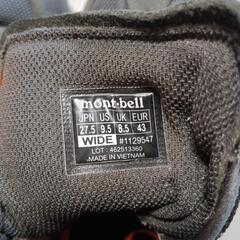 mont-bell
JPN US UK EUR
27.5 9.5 8.5 43
WIDE #1129547
LOT : 462513360
MADE IN VIETNAM